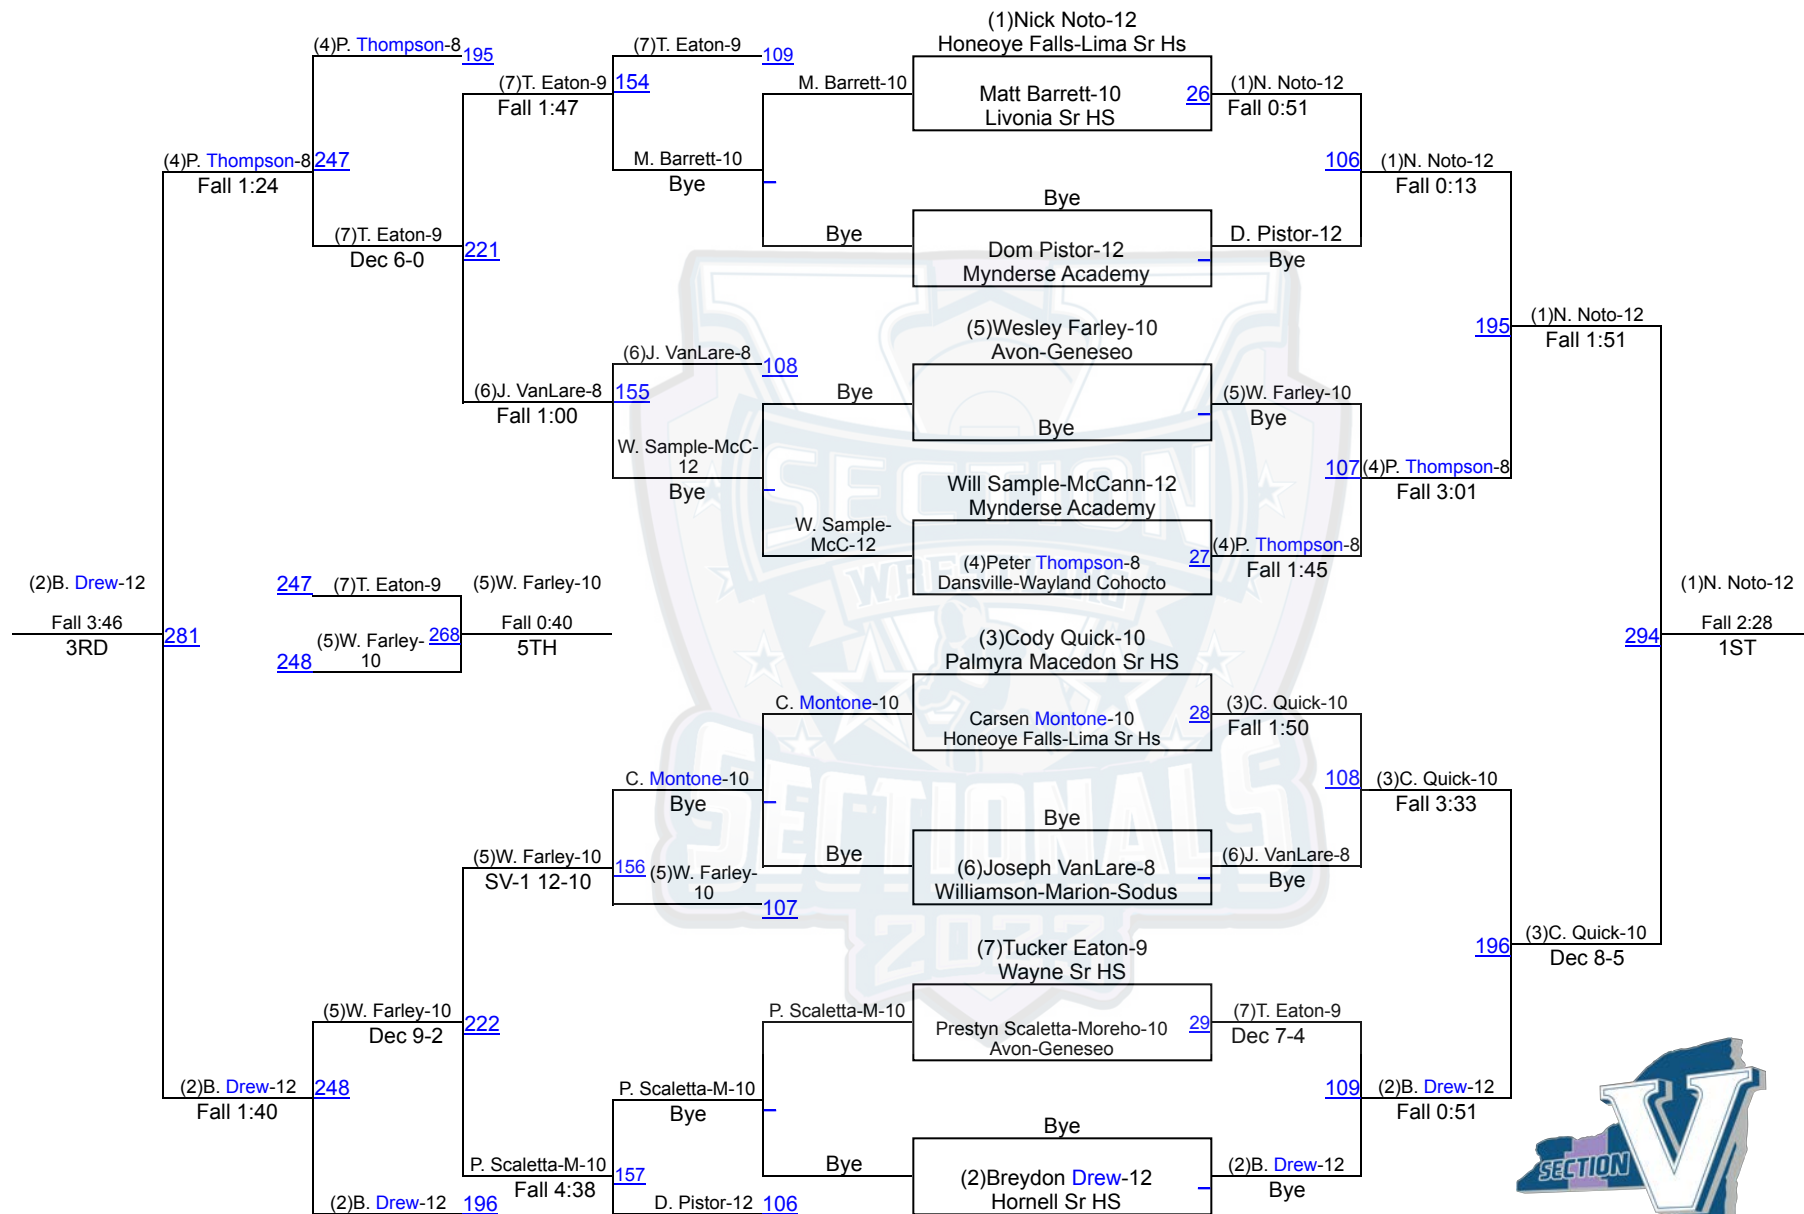 (1)Nick Noto-12
Honeoye Falls-Lima Sr Hs
(4)P. Thompson-8
195
(7)T. Eaton-9
109
(7)T. Eaton-9
154
Fall 1:47
M. Barrett-10
Matt Barrett-10
Livonia Sr HS
26
(1)N. Noto-12
Fall 0:51
(4)P. Thompson-8
247
Fall 1:24
M. Barrett-10
Bye
106
(1)N. Noto-12
Fall 0:13
Bye
(7)T. Eaton-9
Dec 6-0
221
Bye
Dom Pistor-12
Mynderse Academy
D. Pistor-12
Bye
(5)Wesley Farley-10
Avon-Geneseo
195
(1)N. Noto-12
Fall 1:51
(6)J. VanLare-8
108
(6)J. VanLare-8
155
Fall 1:00
Bye
Bye
(5)W. Farley-10
Bye
W. Sample-McC-
12
Bye
Will Sample-McCann-12
Mynderse Academy
107
(4)P. Thompson-8
Fall 3:01
W. Sample-
McC-12
(4)Peter Thompson-8
Dansville-Wayland Cohocto
27
(4)P. Thompson-8
Fall 1:45
(2)B. Drew-12
Fall 3:46
3RD
281
247
(7)T. Eaton-9
248
(5)W. Farley-
10
268
(5)W. Farley-10
Fall 0:40
5TH
(3)Cody Quick-10
Palmyra Macedon Sr HS
294
(1)N. Noto-12
Fall 2:28
1ST
C. Montone-10
Carsen Montone-10
Honeoye Falls-Lima Sr Hs
28
(3)C. Quick-10
Fall 1:50
C. Montone-10
Bye
108
(3)C. Quick-10
Fall 3:33
Bye
(5)W. Farley-10
SV-1 12-10
156
(5)W. Farley-
10
107
Bye
(6)Joseph VanLare-8
Williamson-Marion-Sodus
(6)J. VanLare-8
Bye
(7)Tucker Eaton-9
Wayne Sr HS
196
(3)C. Quick-10
Dec 8-5
(5)W. Farley-10
Dec 9-2
222
P. Scaletta-M-10
Prestyn Scaletta-Moreho-10
Avon-Geneseo
29
(7)T. Eaton-9
Dec 7-4
(2)B. Drew-12
Fall 1:40
248
P. Scaletta-M-10
Bye
109
(2)B. Drew-12
Fall 0:51
Bye
P. Scaletta-M-10
Fall 4:38
157
Bye
(2)Breydon Drew-12
Hornell Sr HS
(2)B. Drew-12
Bye
(2)B. Drew-12
196
D. Pistor-12
106
SECTION
WRESTLING
SECTIONALS
2023
SECTION V